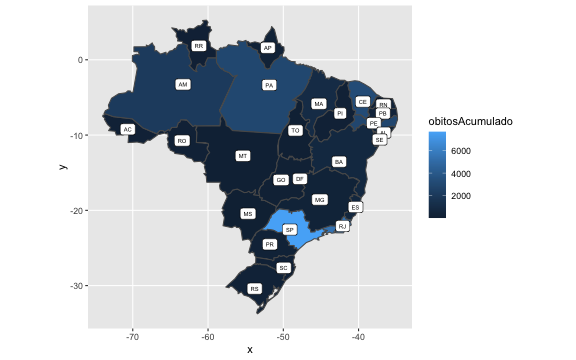 RR
AP
0
AM
PA
CE
MA
RN
PI
PB
PE
AL
SE
AC
TO
RO
-10
MT
BA
GO
DF
MG
ES
MS
-20
SP
RJ
PR
SC
RS
-30
-70
-60
-50
-40
x
y
obitosAcumulado
6000
4000
2000